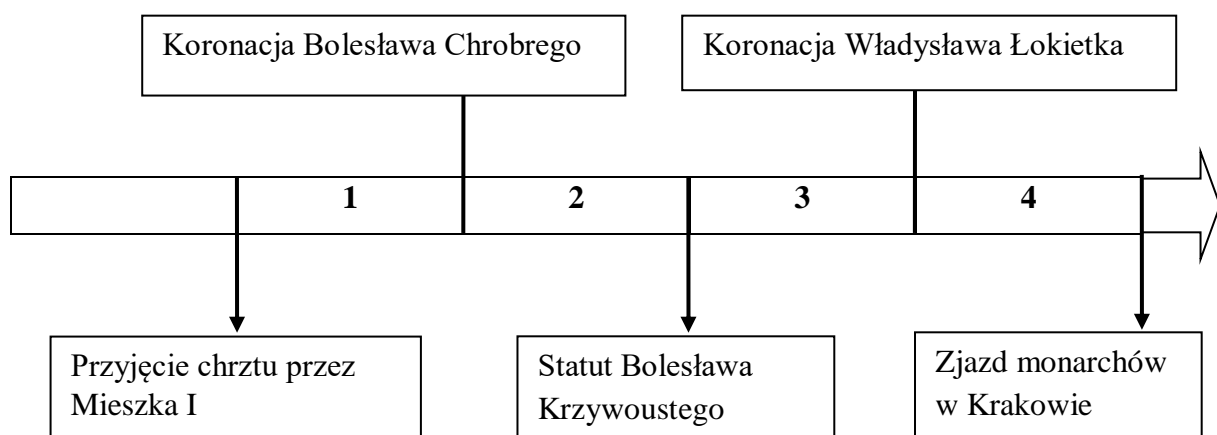 Koronacja Bolesława Chrobrego
Koronacja Władysława Łokietka
1
2
3
4
Przyjęcie chrztu przez
Mieszka I
Statut Bolesława
Krzywoustego
Zjazd monarchów
w Krakowie